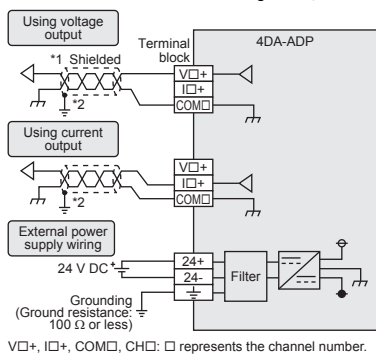 Using voltage
output
Terminal
block
4DA-ADP
*1 Shielded
V□+
I□+
COM□
*2
Using current
output
V□+
I□+
COM□
*2
External power
supply wiring
24 V DC
+
24+
24-
Filter
Grounding
(Ground resistance:
100 Ω or less)
V□+, I□+, COM□, CH□: □ represents the channel number.